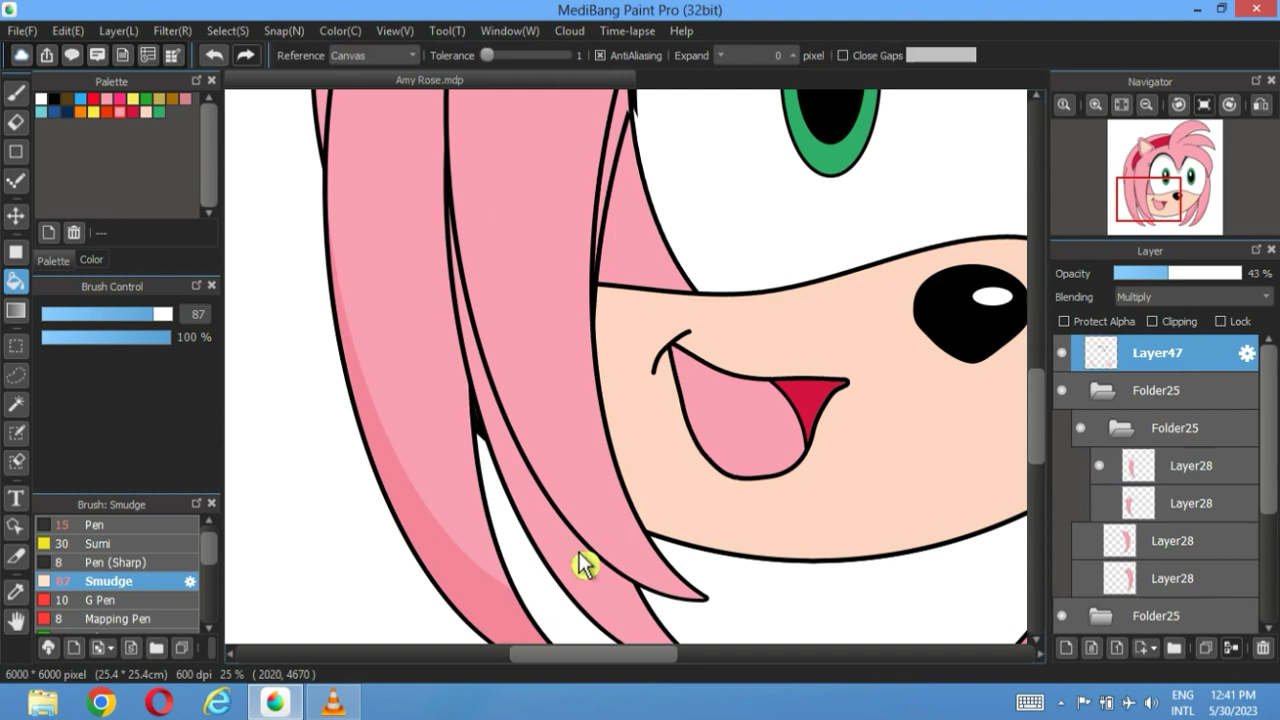 MediBang Paint Pro (32bit)
File(F) Edit(E) Layer(L) Filter(R) Select(S) Snap(N) Color(C) View(V) Tool(T) Window(W) Cloud Time-lapse Help
Reference Canvas Tolerance 1 AntiAliasing Expand 0 pixel Close Gaps
Palette
Amy Rose.mdp
Navigator
---
Palette Color
Layer
Opacity 43 %
Brush Control
Blending Multiply
87
Protect Alpha Clipping Lock
100 %
Layer47
Folder25
Folder25
Layer28
Layer28
Brush: Smudge
15 Pen
30 Sumi
Layer28
8 Pen (Sharp)
87 Smudge
Layer28
10 G Pen
8 Mapping Pen
Folder25
6000 * 6000 pixel (25.4 * 25.4cm) 600 dpi 25 % ( 2020, 4670 )
ENG 12:41 PM
INTL 5/30/2023